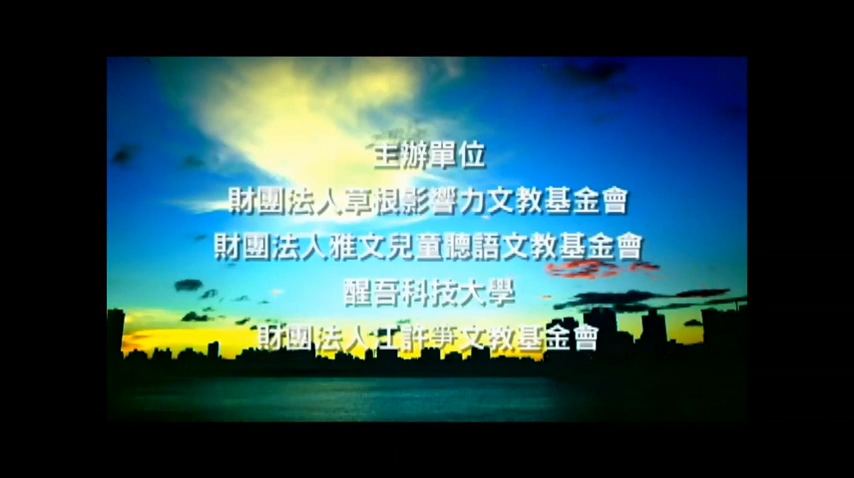 主辦單位
財團法人草根影響力文教基金會
財團法人雅文兒童聽語文教基金會
醒吾科技大學
財團法人江許笋文教基金會